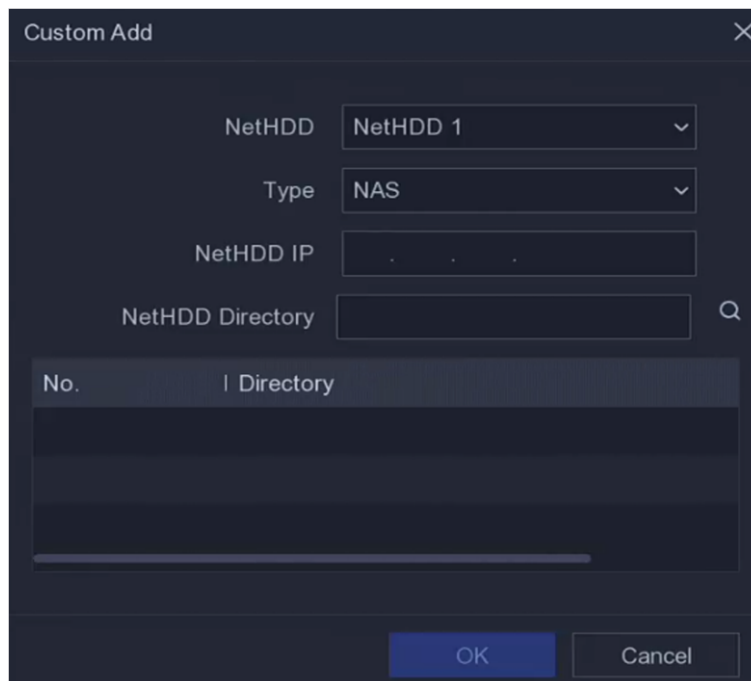 Custom Add
NetHDD NetHDD 1
Type NAS
NetHDD IP . . .
NetHDD Directory
No. Directory
OK Cancel